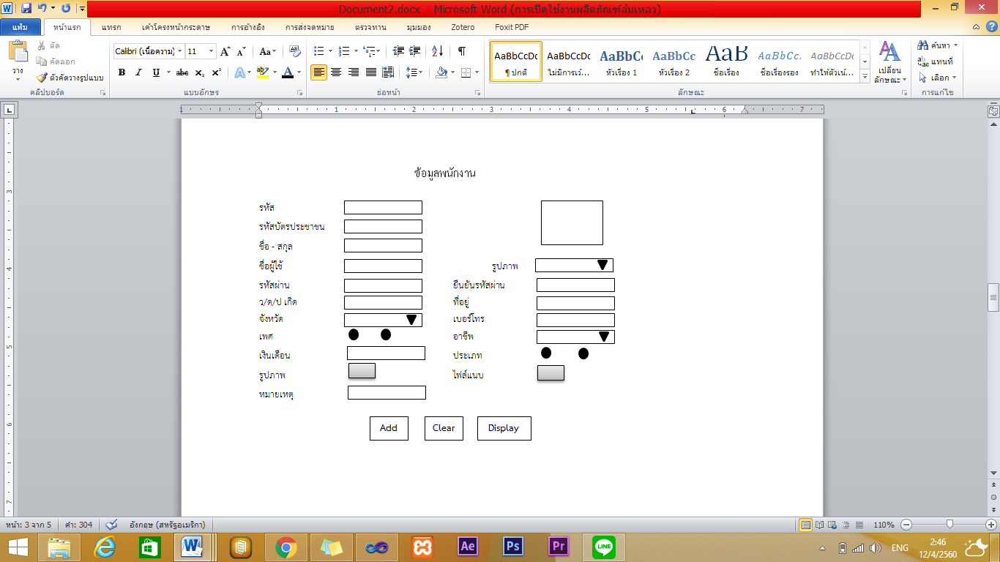 Document2.docx - Microsoft Word (การเปิดใช้งานผลิตภัณฑ์ล้มเหลว)
แฟ้ม หน้าแรก แทรก เค้าโครงหน้ากระดาษ การอ้างอิง การส่งจดหมาย ตรวจทาน มุมมอง Zotero Foxit PDF
วาง
ตัด
คัดลอก
ตัวคัดวางรูปแบบ
คลิปบอร์ด
Calibri (เนื้อความ) 11
แบบอักษร
ย่อหน้า
AaBbCcDc AaBbCcDc AaBbCc AaBbCc AaB AaBbCc. AaBbCcDc
¶ ปกติ ไม่มีการเว้... หัวเรื่อง 1 หัวเรื่อง 2 ชื่อเรื่อง ชื่อเรื่องรอง ทำให้ตัวเน้...
เปลี่ยน
ลักษณะ
ลักษณะ
ค้นหา
แทนที่
เลือก
การแก้ไข
1 1 2 3 4 5 6 7
3
4
5
6
7
ข้อมูลพนักงาน
รหัส
รหัสบัตรประชาชน
ชื่อ - สกุล
ชื่อผู้ใช้ รูปภาพ
รหัสผ่าน ยืนยันรหัสผ่าน
ว/ด/ป เกิด ที่อยู่
จังหวัด เบอร์โทร
เพศ อาชีพ
เงินเดือน ประเภท
รูปภาพ ไฟล์แนบ
หมายเหตุ
Add Clear Display
หน้า: 3 จาก 5 คำ: 304 อังกฤษ (สหรัฐอเมริกา) 110%
Ae Ps Pr LINE ENG 2:46
12/4/2560